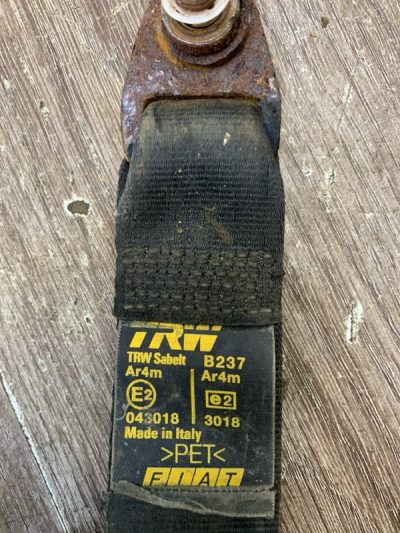 TRW
TRW Sabelt B237
Ar4m Ar4m
E2 e2
043018 3018
Made in Italy
>PET<
FIAT